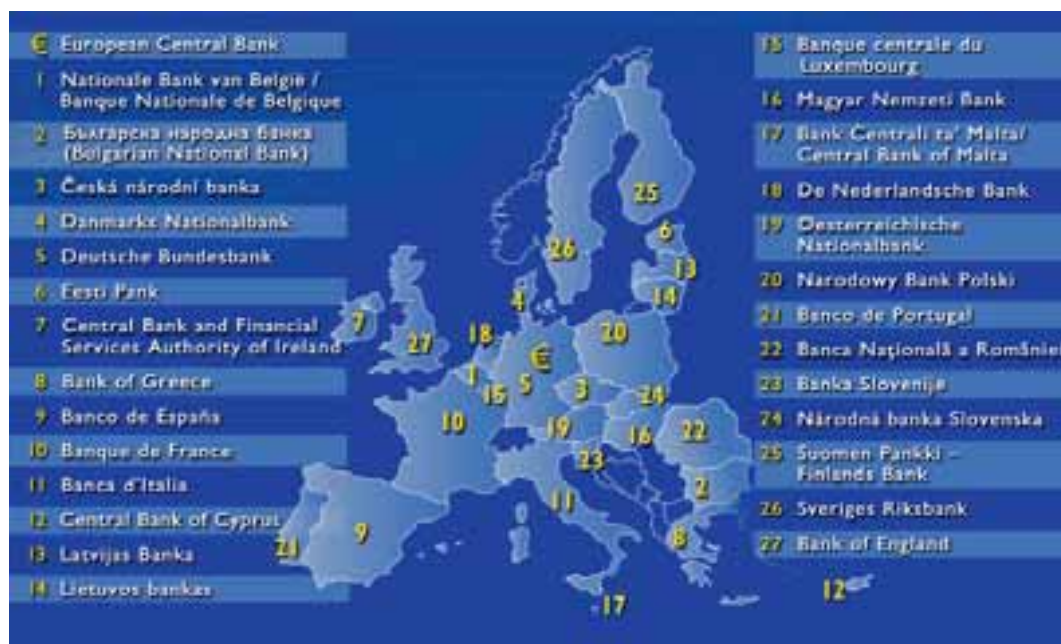 € European Central Bank
1 Nationale Bank van België /
Banque Nationale de Belgique
2 Българска народна банка
(Bulgarian National Bank)
3 Česká národní banka
4 Danmarks Nationalbank
5 Deutsche Bundesbank
6 Eesti Pank
7 Central Bank and Financial
Services Authority of Ireland
8 Bank of Greece
9 Banco de España
10 Banque de France
11 Banca d'Italia
12 Central Bank of Cyprus
13 Latvijas Banka
14 Lietuvos bankas
15 Banque centrale du
Luxembourg
16 Magyar Nemzeti Bank
17 Bank Ċentrali ta' Malta/
Central Bank of Malta
18 De Nederlandsche Bank
19 Oesterreichische
Nationalbank
20 Narodowy Bank Polski
21 Banco de Portugal
22 Banca Naţională a României
23 Banka Slovenije
24 Národná banka Slovenska
25 Suomen Pankki –
Finlands Bank
26 Sveriges Riksbank
27 Bank of England
25
6
26
13
4
14
7
18
20
27
€
1
5
15
3
24
10
19
16
22
23
2
11
9
8
21
12
17